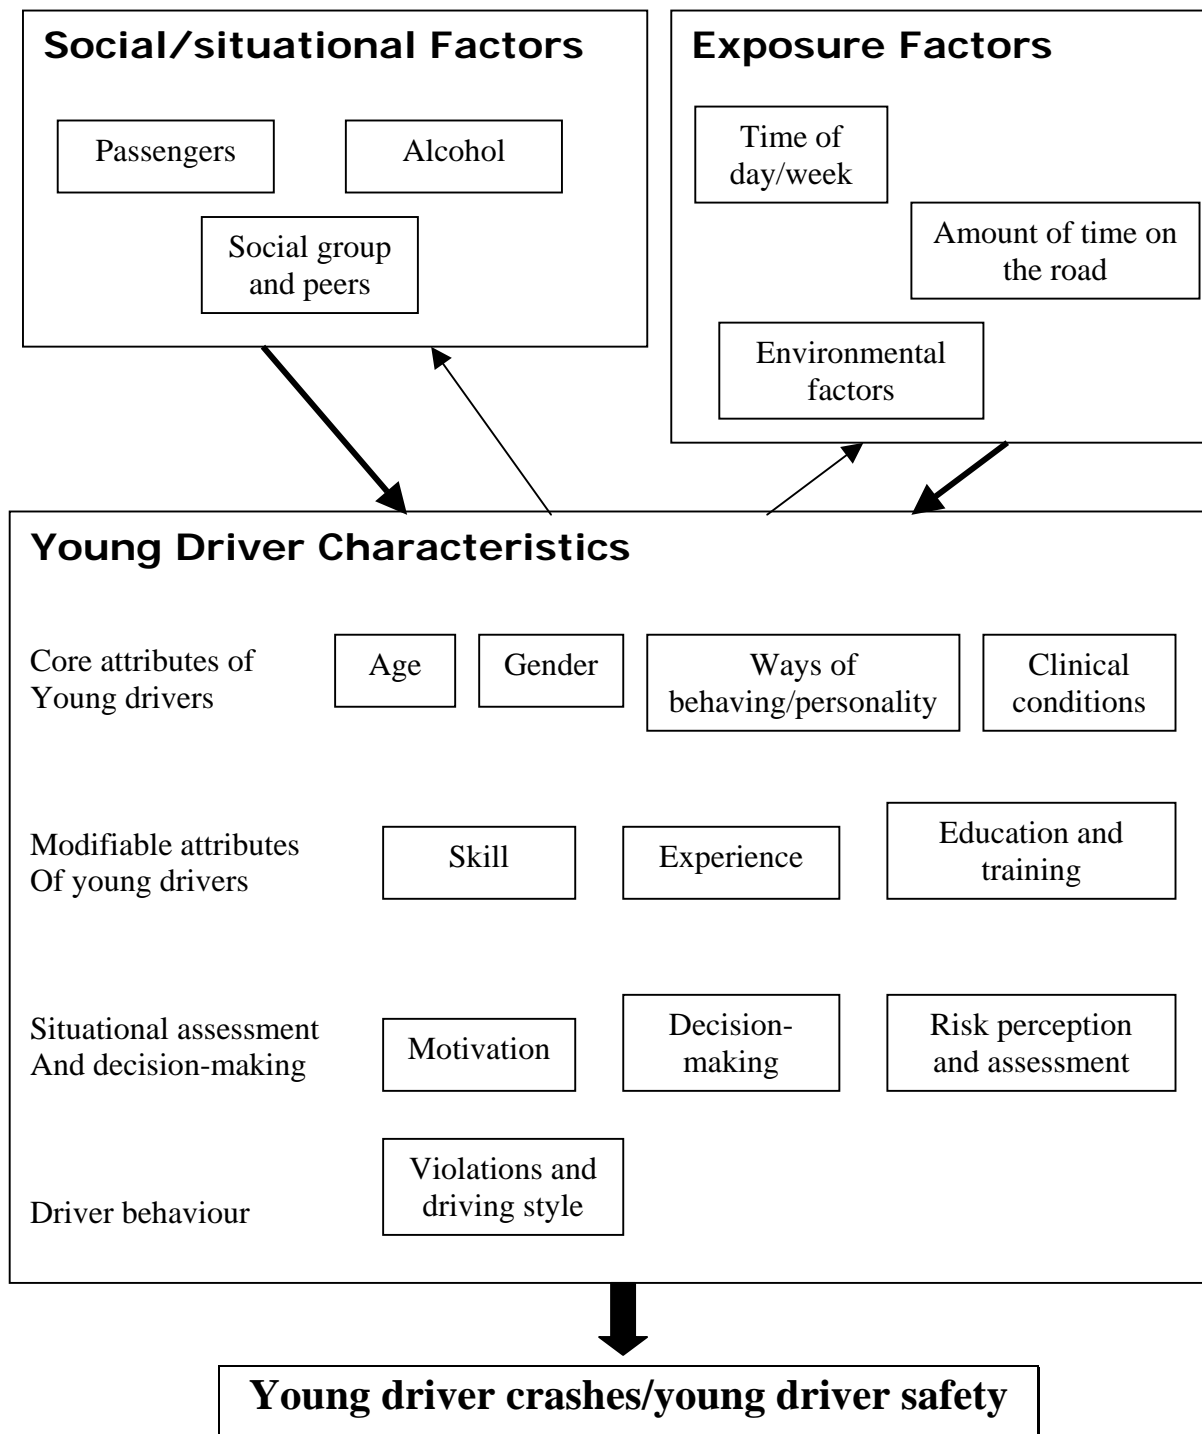 Social/situational Factors
Passengers
Alcohol
Social group
and peers
Exposure Factors
Time of
day/week
Amount of time on
the road
Environmental
factors
Young Driver Characteristics
Core attributes of
Young drivers
Age
Gender
Ways of
behaving/personality
Clinical
conditions
Modifiable attributes
Of young drivers
Skill
Experience
Education and
training
Situational assessment
And decision-making
Motivation
Decision-
making
Risk perception
and assessment
Driver behaviour
Violations and
driving style
Young driver crashes/young driver safety